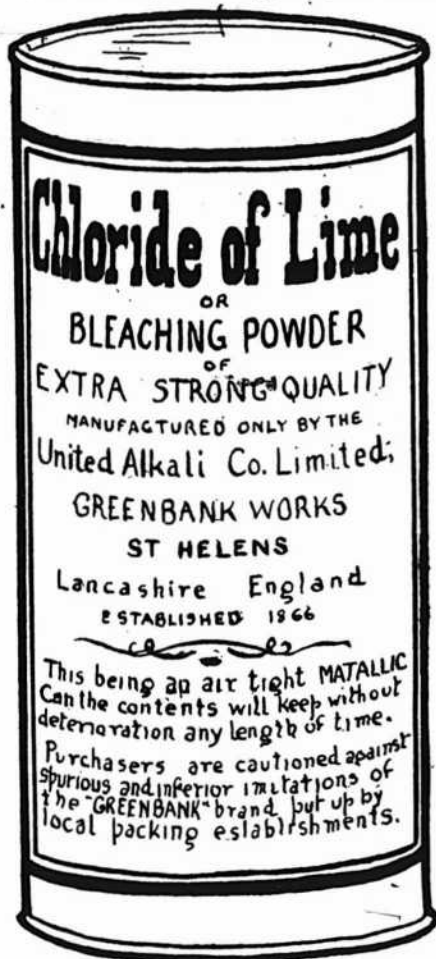 Chloride of Lime
OR
BLEACHING POWDER
OF
EXTRA STRONG QUALITY
MANUFACTURED ONLY BY THE
United Alkali Co. Limited;
GREENBANK WORKS
ST HELENS
Lancashire England
ESTABLISHED 1866
This being an air tight MATALLIC
Can the contents will keep without
deterioration any length of time.
Purchasers are cautioned against
spurious and inferior imitations of
the "GREENBANK" brand put up by
local packing establishments.